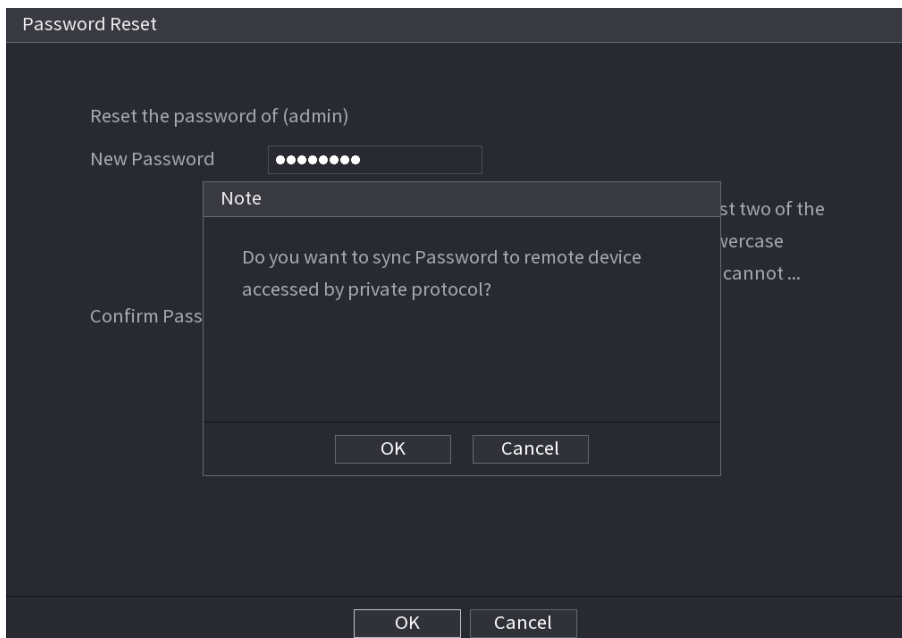 Password Reset
Reset the password of (admin)
New Password
Note
st two of the
Do you want to sync Password to remote device
wercase
accessed by private protocol?
cannot ...
Confirm Pass
OK Cancel
OK Cancel